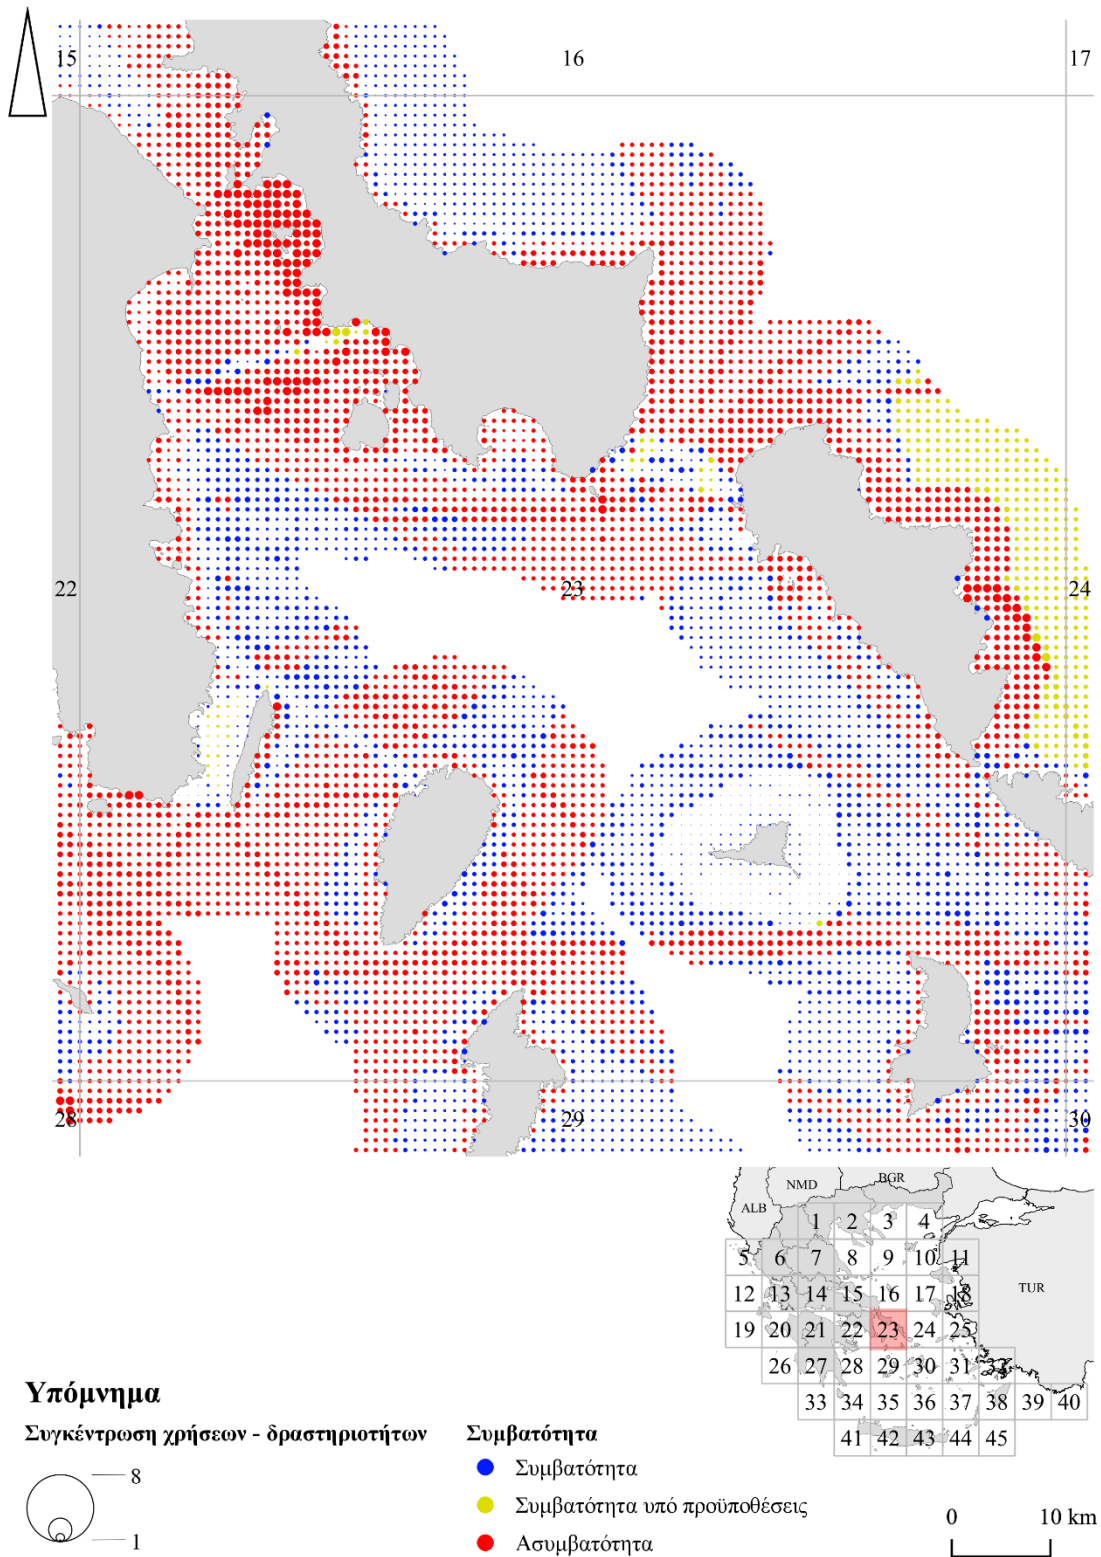 15 16 17
22 23 24
28 29 30
NMD BGR
ALB
1 2 3 4
5 6 7 8 9 10 11
TUR
12 13 14 15 16 17 18
19 20 21 22 23 24 25
26 27 28 29 30 31 32
33 34 35 36 37 38 39 40
41 42 43 44 45
Υπόμνημα
Συγκέντρωση χρήσεων - δραστηριοτήτων
8
1
Συμβατότητα
Συμβατότητα
Συμβατότητα υπό προϋποθέσεις
Ασυμβατότητα
0 10 km